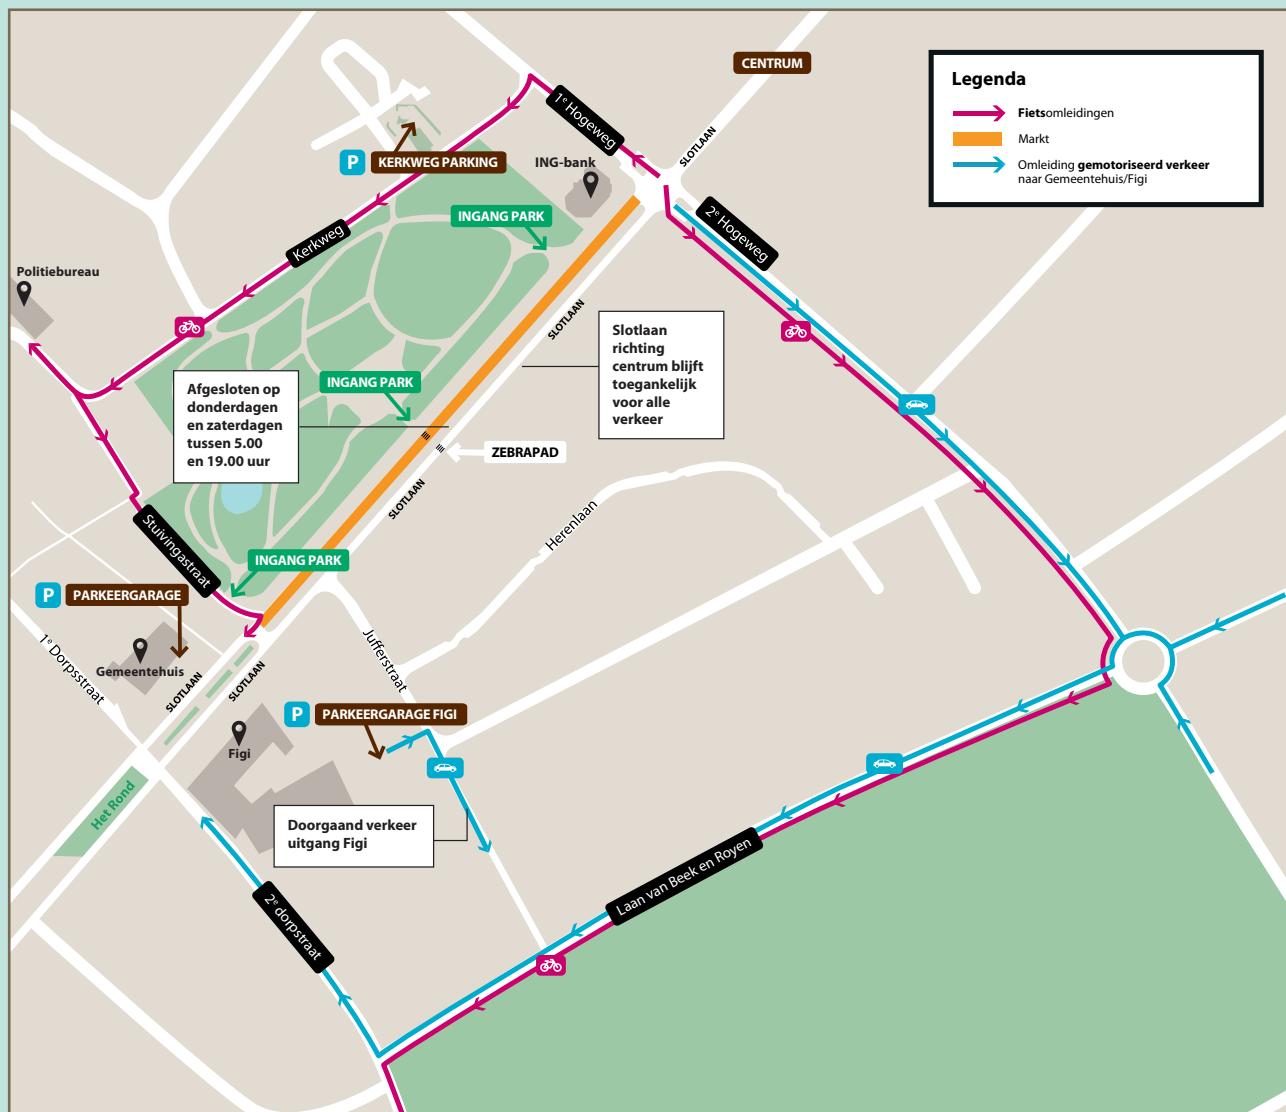 CENTRUM
Legenda
Fietsomleidingen
Markt
Omleiding gemotoriseerd verkeer
naar Gemeentehuis/Figi
1e Hogeweg
SLOTLAAN
P
KERKWEG PARKING
ING-bank
INGANG PARK
2e Hogeweg
Kerkweg
Politiebureau
SLOTLAAN
Slotlaan
richting
centrum blijft
toegankelijk
voor alle
verkeer
INGANG PARK
Afgesloten op
donderdagen
en zaterdagen
tussen 5.00
en 19.00 uur
ZEBRAPAD
SLOTLAAN
Herenlaan
Stuivingastraat
INGANG PARK
P
PARKEERGARAGE
1e Dorpsstraat
Gemeentehuis
Jufferstraat
SLOTLAAN
SLOTLAAN
P
PARKEERGARAGE FIGI
Figi
Het Rond
Doorgaand verkeer
uitgang Figi
Laan van Beek en Royen
2e dorpstraat